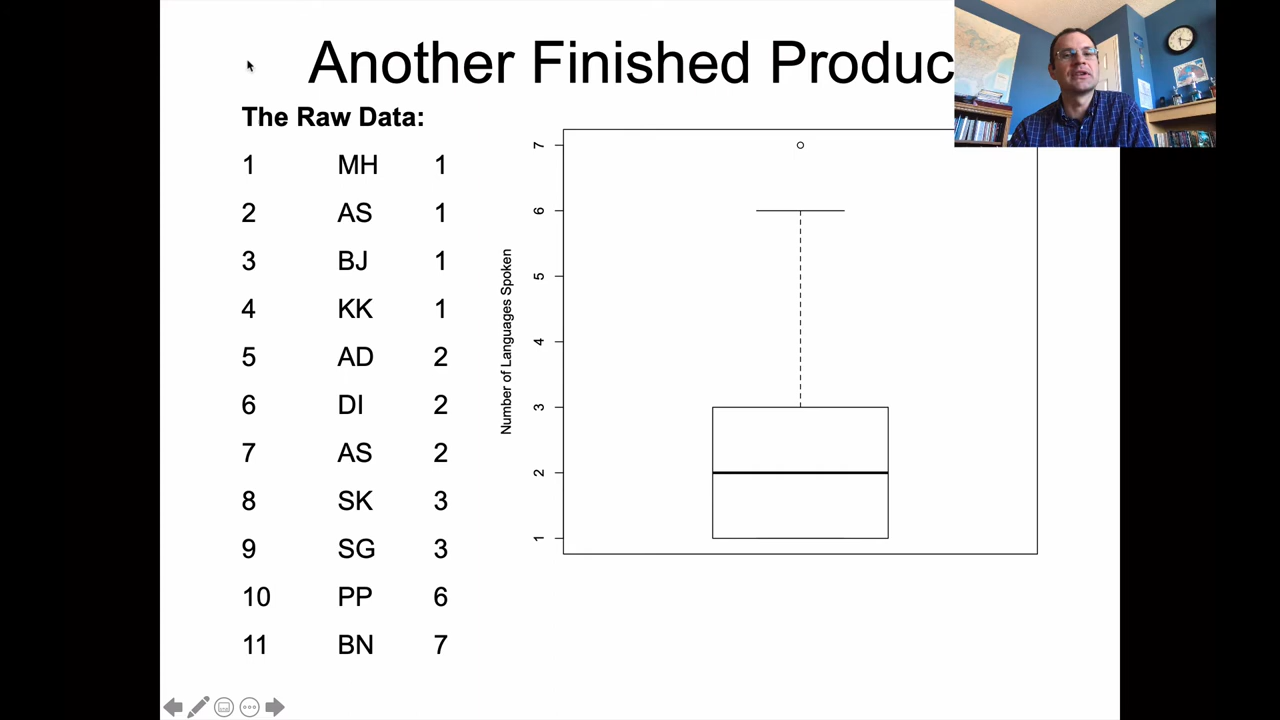 Another Finished Produc
The Raw Data:
1 MH 1
2 AS 1
3 BJ 1
4 KK 1
5 AD 2
6 DI 2
7 AS 2
8 SK 3
9 SG 3
10 PP 6
11 BN 7
Number of Languages Spoken
7
6
5
4
3
2
1